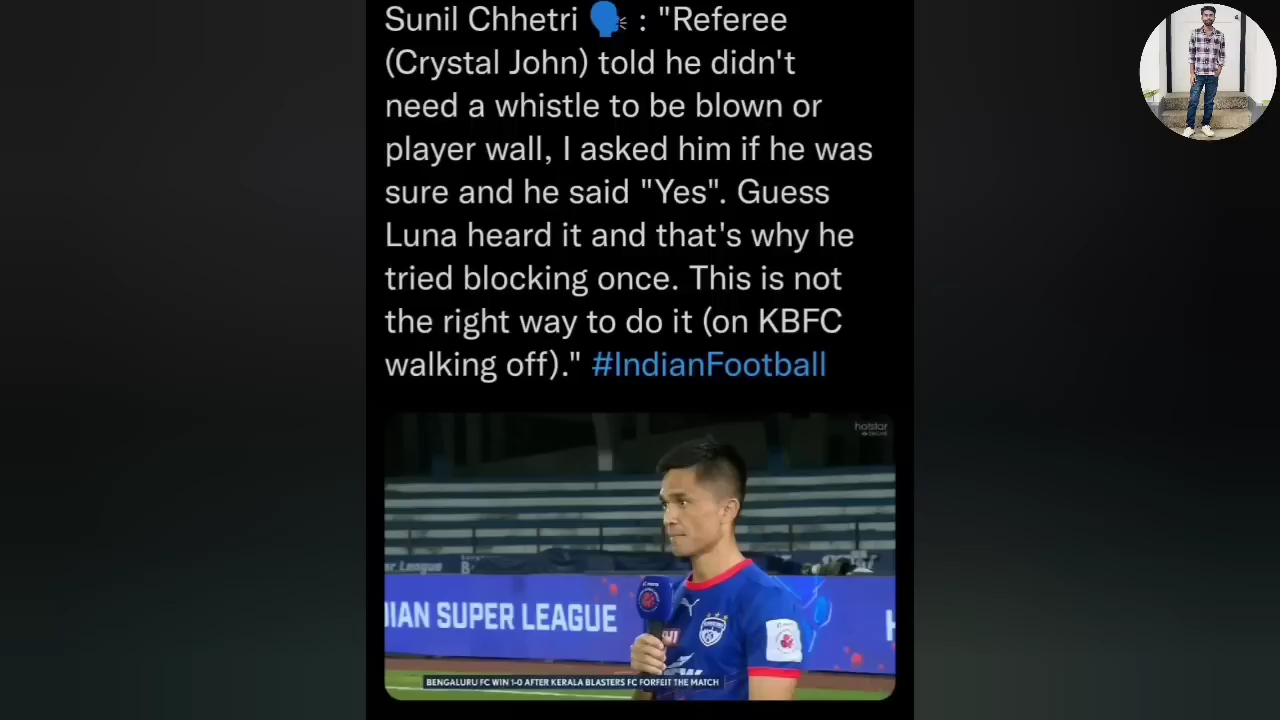 Sunil Chhetri 🗣️ : "Referee
(Crystal John) told he didn't
need a whistle to be blown or
player wall, I asked him if he was
sure and he said "Yes". Guess
Luna heard it and that's why he
tried blocking once. This is not
the right way to do it (on KBFC
walking off)." #IndianFootball
hotstar
er League
DIAN SUPER LEAGUE
H
BENGALURU FC WIN 1-0 AFTER KERALA BLASTERS FC FORFEIT THE MATCH